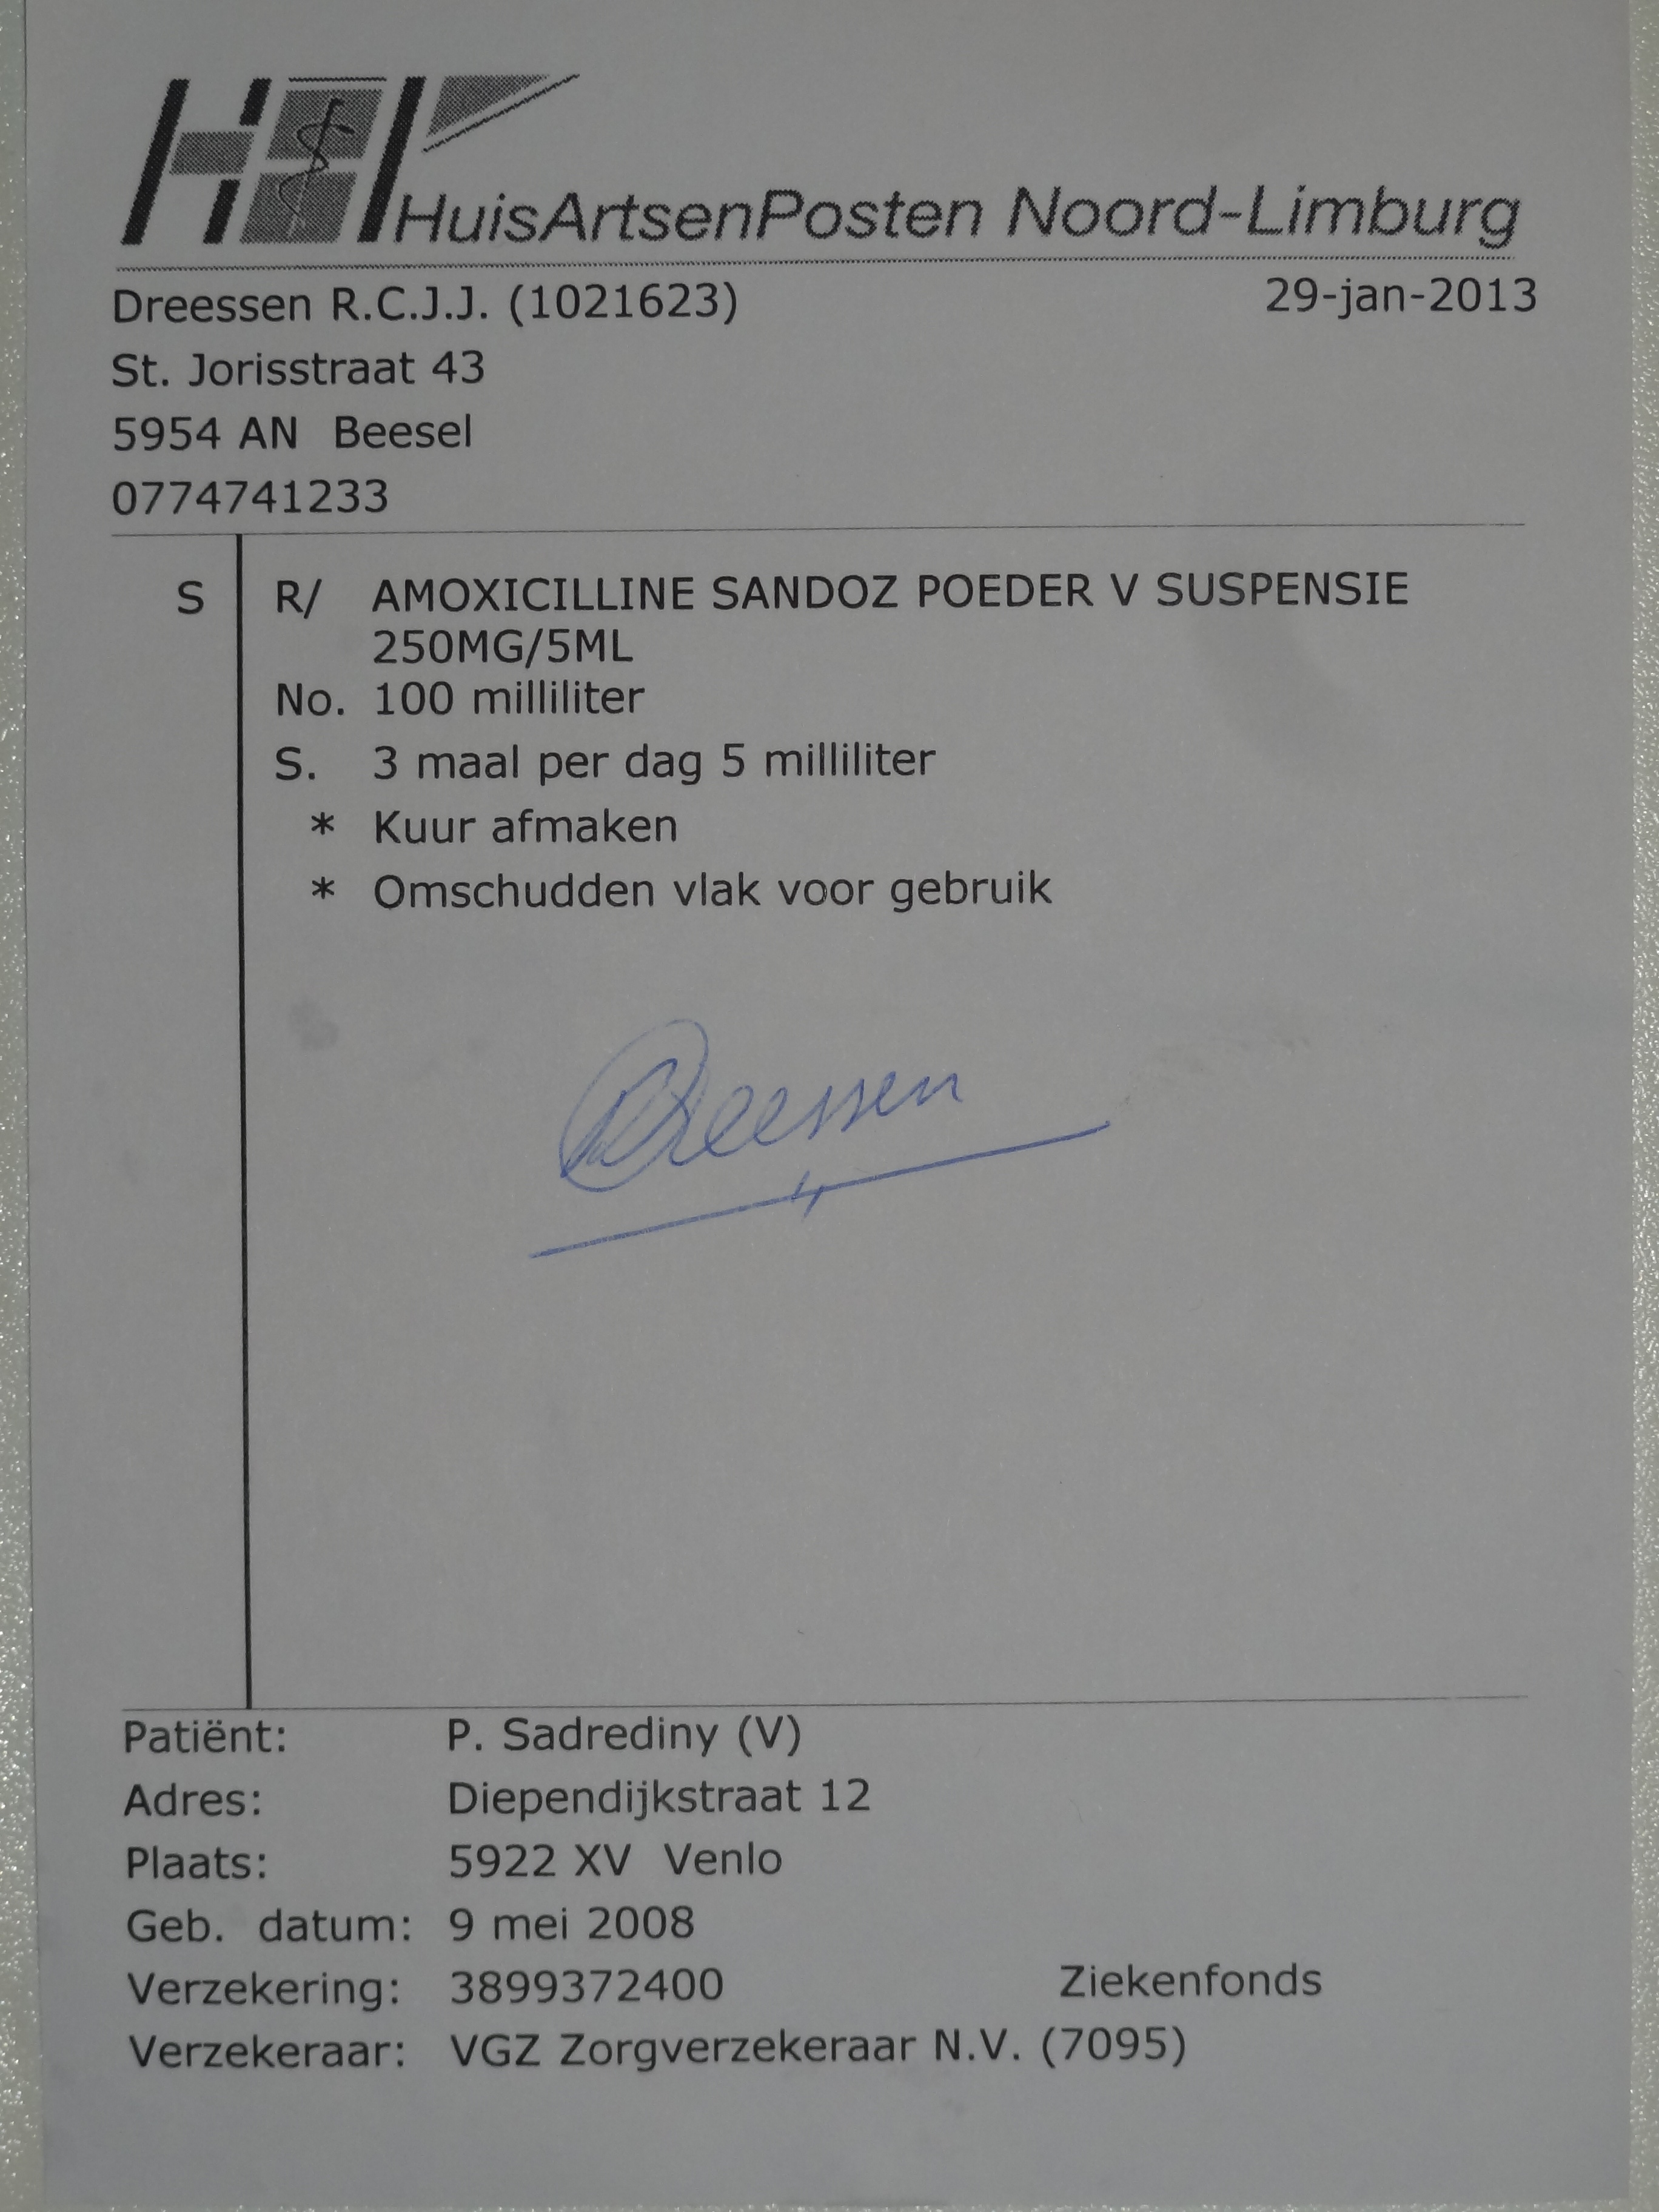 HuisArtsenPosten Noord-Limburg
Dreessen R.C.J.J. (1021623) 29-jan-2013
St. Jorisstraat 43
5954 AN Beesel
0774741233
S R/ AMOXICILLINE SANDOZ POEDER V SUSPENSIE
250MG/5ML
No. 100 milliliter
S. 3 maal per dag 5 milliliter
* Kuur afmaken
* Omschudden vlak voor gebruik
Dreessen
Patiënt: P. Sadrediny (V)
Adres: Diependijkstraat 12
Plaats: 5922 XV Venlo
Geb. datum: 9 mei 2008
Verzekering: 3899372400 Ziekenfonds
Verzekeraar: VGZ Zorgverzekeraar N.V. (7095)